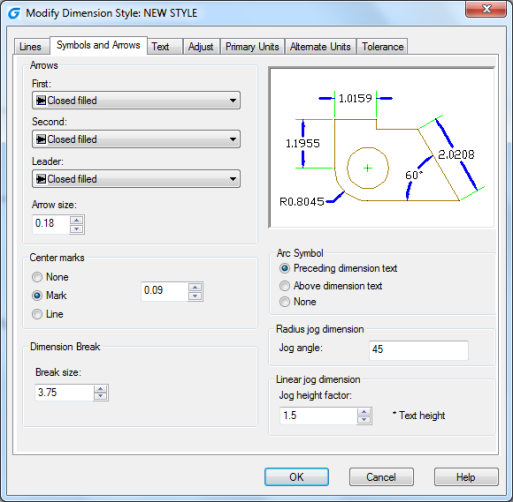 Modify Dimension Style: NEW STYLE
Lines Symbols and Arrows Text Adjust Primary Units Alternate Units Tolerance
Arrows
First:
Closed filled
Second:
Closed filled
Leader:
Closed filled
Arrow size:
0.18
Center marks
None
Mark
0.09
Line
Dimension Break
Break size:
3.75
1.0159
1.1955
2.0208
60°
R0.8045
Arc Symbol
Preceding dimension text
Above dimension text
None
Radius jog dimension
Jog angle: 45
Linear jog dimension
Jog height factor:
1.5 * Text height
OK Cancel Help